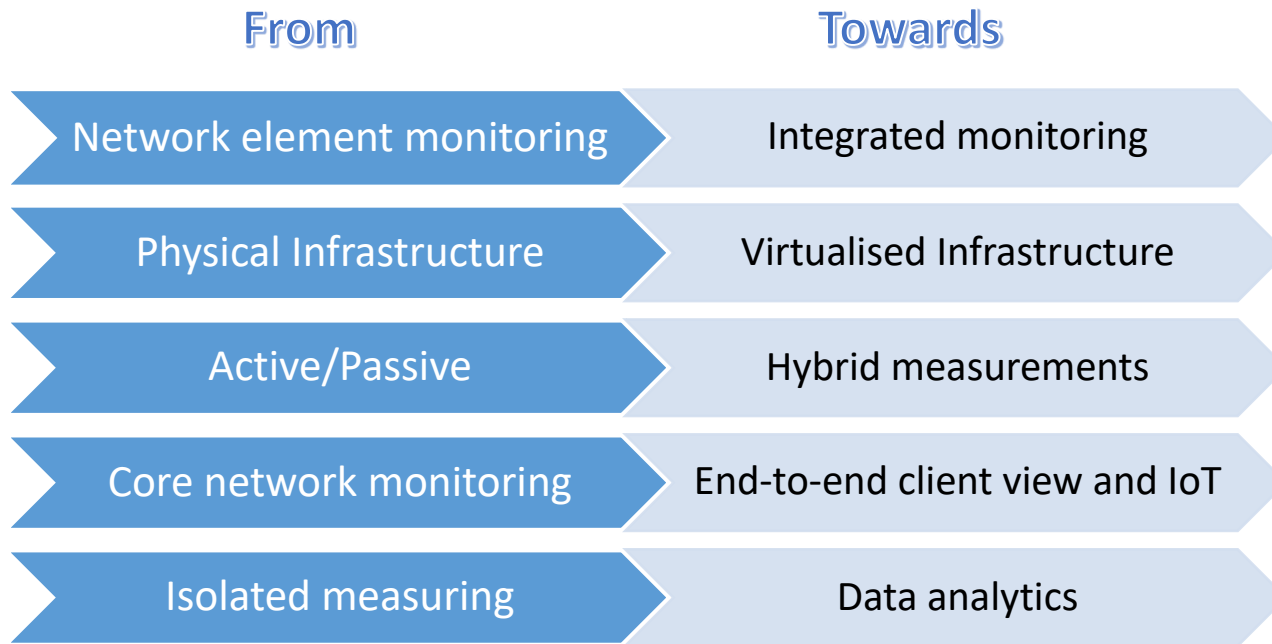 From
Towards
Network element monitoring
Integrated monitoring
Physical Infrastructure
Virtualised Infrastructure
Active/Passive
Hybrid measurements
Core network monitoring
End-to-end client view and IoT
Isolated measuring
Data analytics